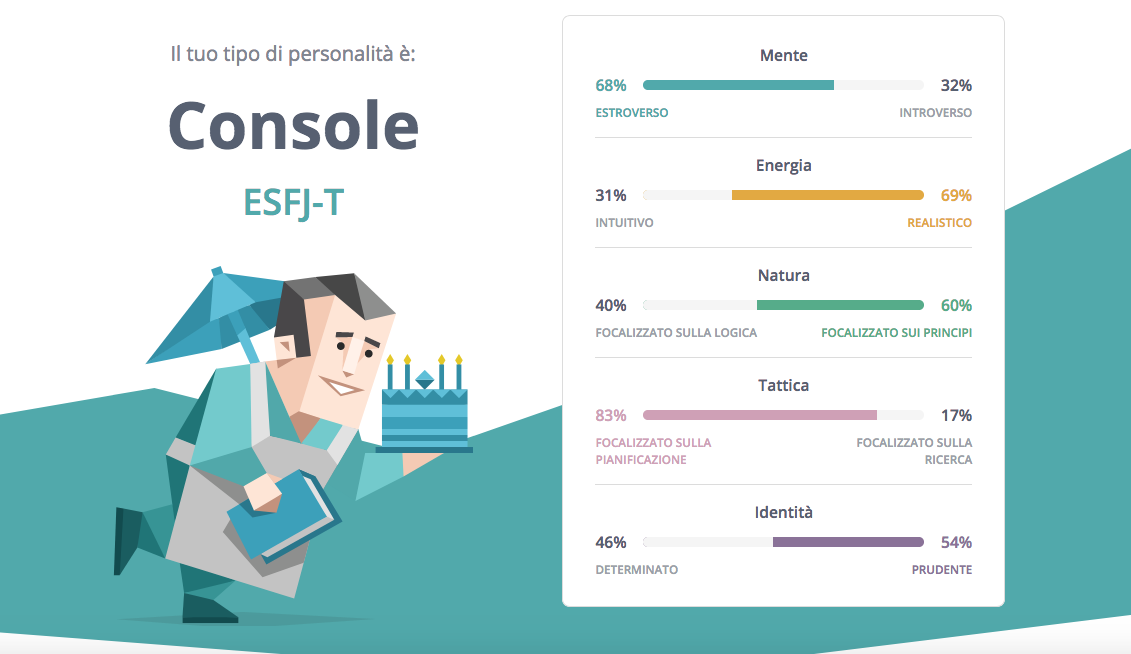 Il tuo tipo di personalità è:
Console
ESFJ-T
Mente
68% 32%
ESTROVERSO INTROVERSO
Energia
31% 69%
INTUITIVO REALISTICO
Natura
40% 60%
FOCALIZZATO SULLA LOGICA FOCALIZZATO SUI PRINCIPI
Tattica
83% 17%
FOCALIZZATO SULLA PIANIFICAZIONE
FOCALIZZATO SULLA RICERCA
Identità
46% 54%
DETERMINATO PRUDENTE